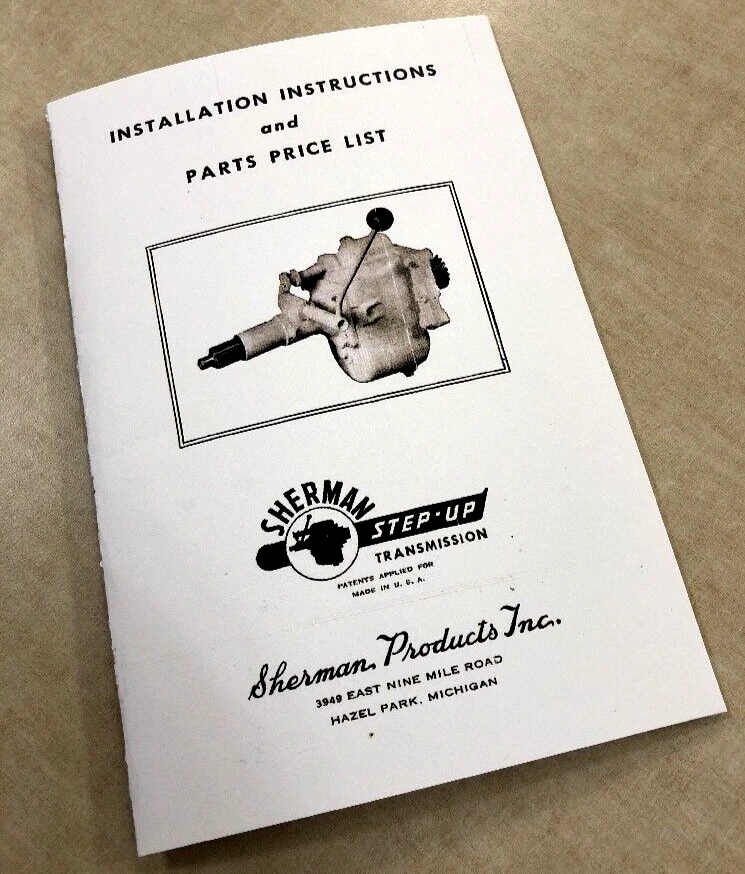 INSTALLATION INSTRUCTIONS
and
PARTS PRICE LIST
SHERMAN
STEP-UP
TRANSMISSION
PATENTS APPLIED FOR
MADE IN U. S. A.
Sherman Products Inc.
3949 EAST NINE MILE ROAD
HAZEL PARK, MICHIGAN